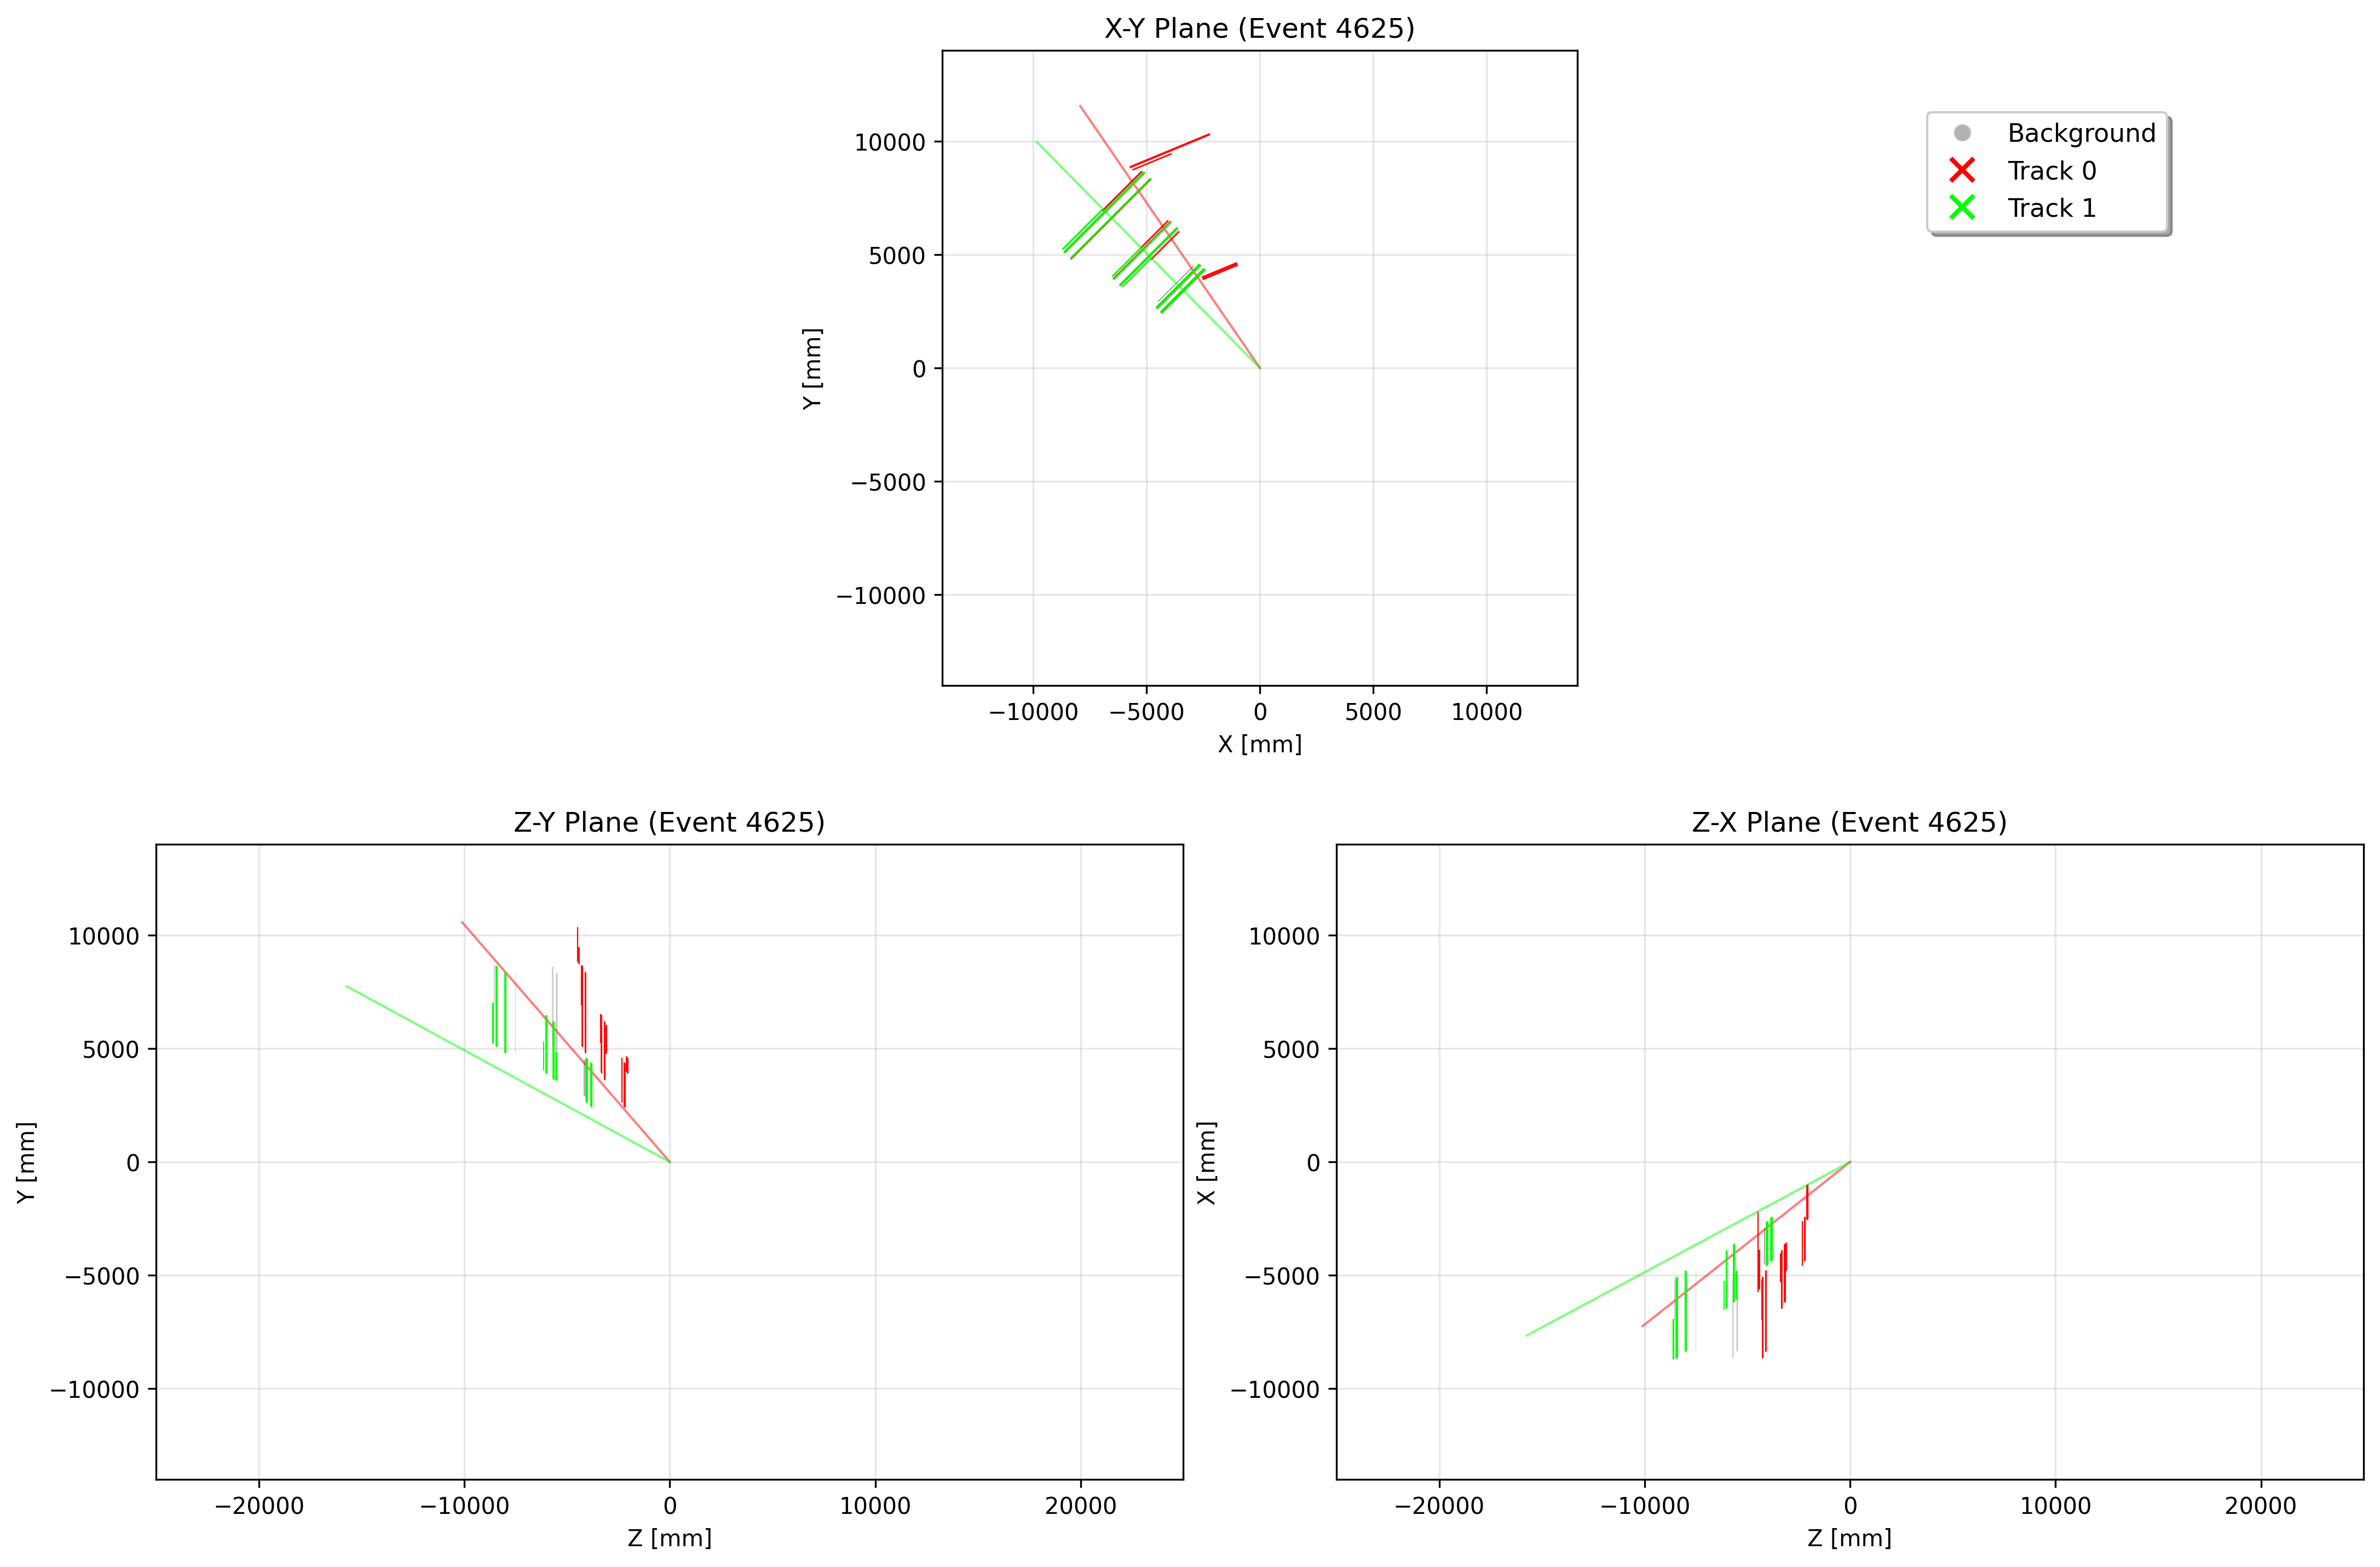 X-Y Plane (Event 4625)
10000
5000
0
−5000
−10000
Y [mm]
−10000 −5000 0 5000 10000
X [mm]
Background
Track 0
Track 1
Z-Y Plane (Event 4625)
10000
5000
0
−5000
−10000
Y [mm]
−20000 −10000 0 10000 20000
Z [mm]
Z-X Plane (Event 4625)
10000
5000
0
−5000
−10000
X [mm]
−20000 −10000 0 10000 20000
Z [mm]